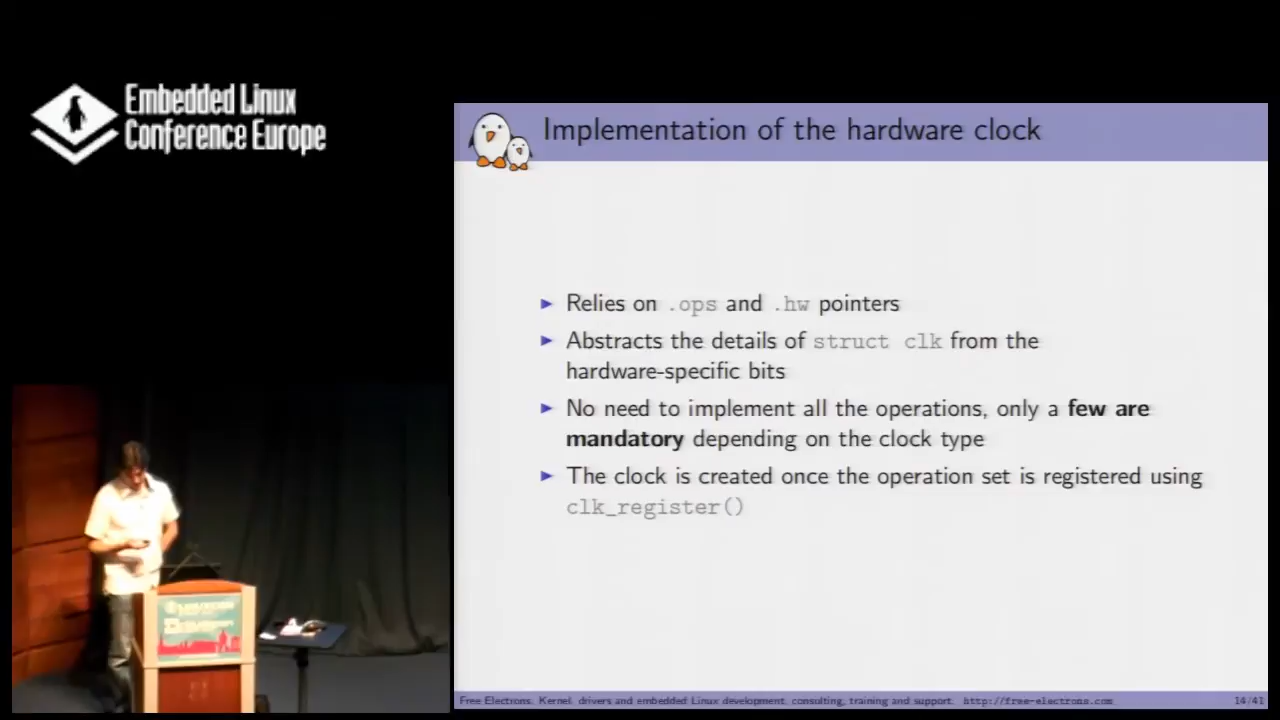 Embedded Linux
Conference Europe
Implementation of the hardware clock
Relies on .ops and .hw pointers
Abstracts the details of struct clk from the
hardware-specific bits
No need to implement all the operations, only a few are
mandatory depending on the clock type
The clock is created once the operation set is registered using
clk_register()
Free Electrons. Kernel, drivers and embedded Linux development, consulting, training and support. http://free-electrons.com 14/41